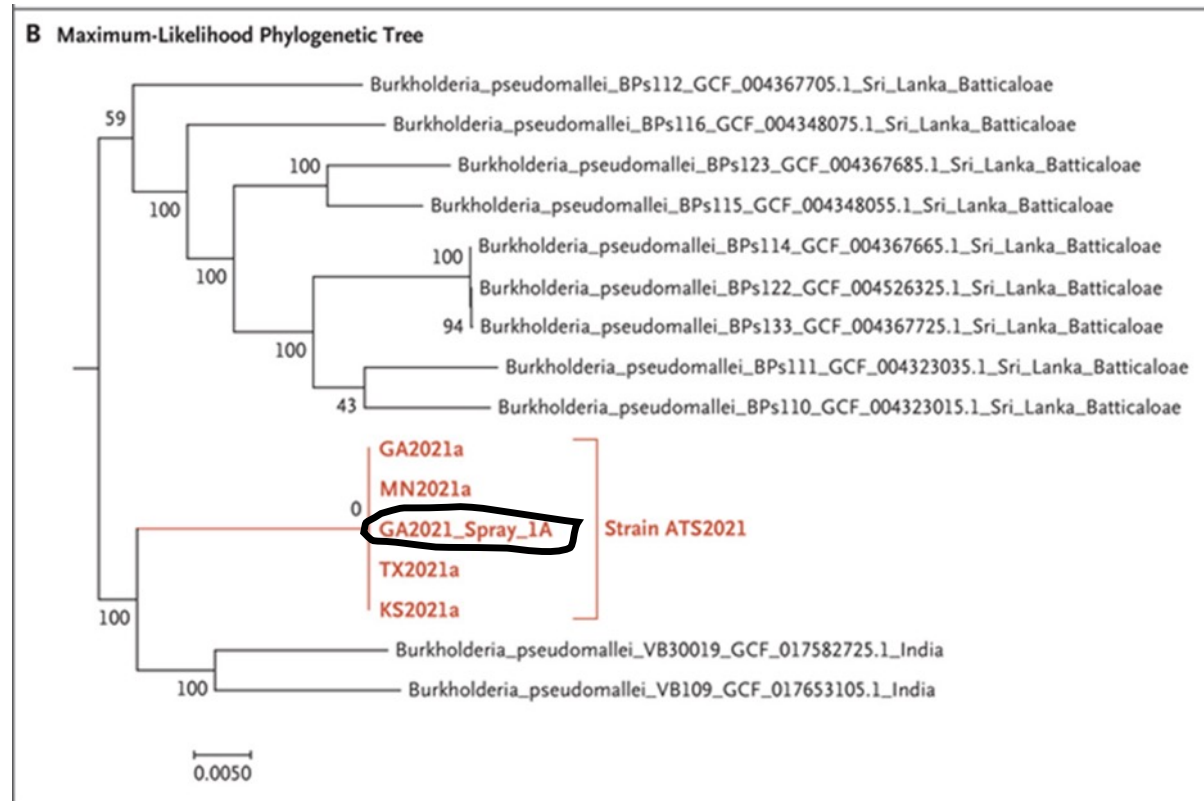 B Maximum-Likelihood Phylogenetic Tree
Burkholderia_pseudomallei_BPs112_GCF_004367705.1_Sri_Lanka_Batticaloae
59
Burkholderia_pseudomallei_BPs116_GCF_004348075.1_Sri_Lanka_Batticaloae
100
Burkholderia_pseudomallei_BPs123_GCF_004367685.1_Sri_Lanka_Batticaloae
100
Burkholderia_pseudomallei_BPs115_GCF_004348055.1_Sri_Lanka_Batticaloae
Burkholderia_pseudomallei_BPs114_GCF_004367665.1_Sri_Lanka_Batticaloae
100
100
Burkholderia_pseudomallei_BPs122_GCF_004526325.1_Sri_Lanka_Batticaloae
94 Burkholderia_pseudomallei_BPs133_GCF_004367725.1_Sri_Lanka_Batticaloae
100
Burkholderia_pseudomallei_BPs111_GCF_004323035.1_Sri_Lanka_Batticaloae
43
Burkholderia_pseudomallei_BPs110_GCF_004323015.1_Sri_Lanka_Batticaloae
GA2021a
MN2021a
0
GA2021_Spray_1A
Strain ATS2021
TX2021a
KS2021a
100
Burkholderia_pseudomallei_VB30019_GCF_017582725.1_India
100
Burkholderia_pseudomallei_VB109_GCF_017653105.1_India
0.0050